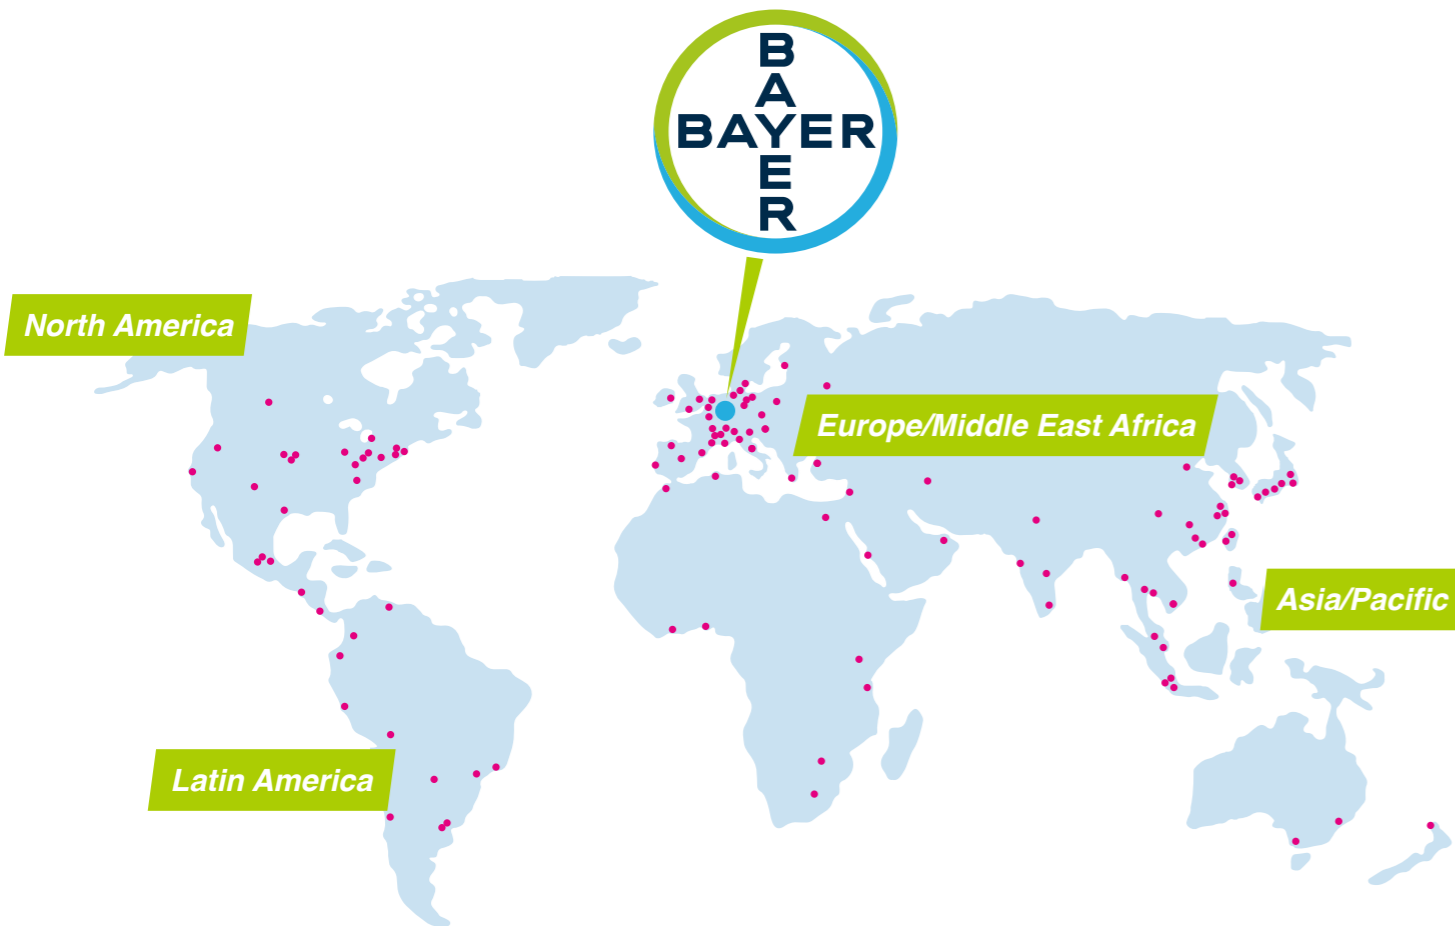 B
A
BAYER
E
R
North America
Europe/Middle East Africa
Asia/Pacific
Latin America